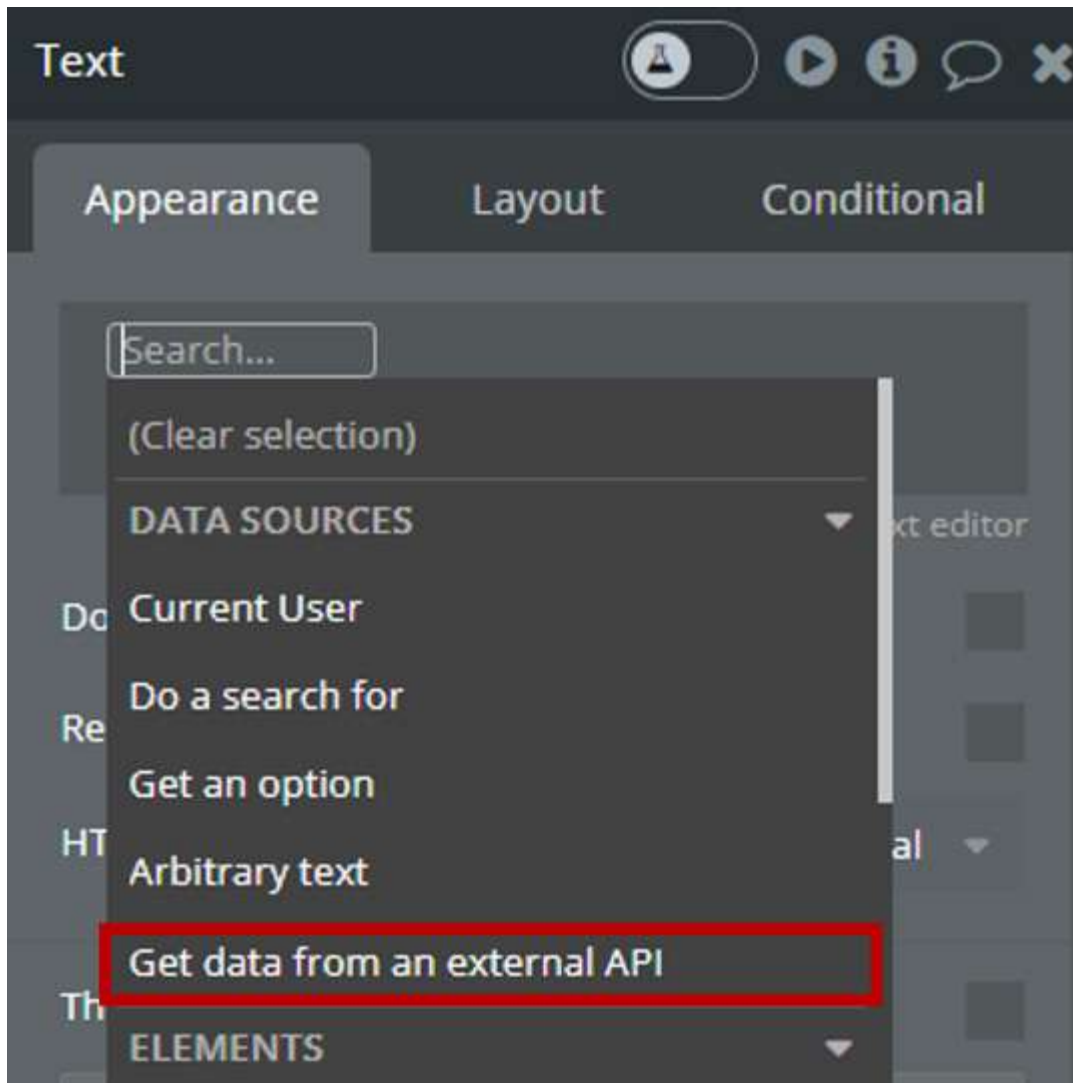 Text
Appearance Layout Conditional
Search...
(Clear selection)
DATA SOURCES
xt editor
Do Current User
Do a search for
Re
Get an option
HT al
Arbitrary text
Get data from an external API
Th
ELEMENTS